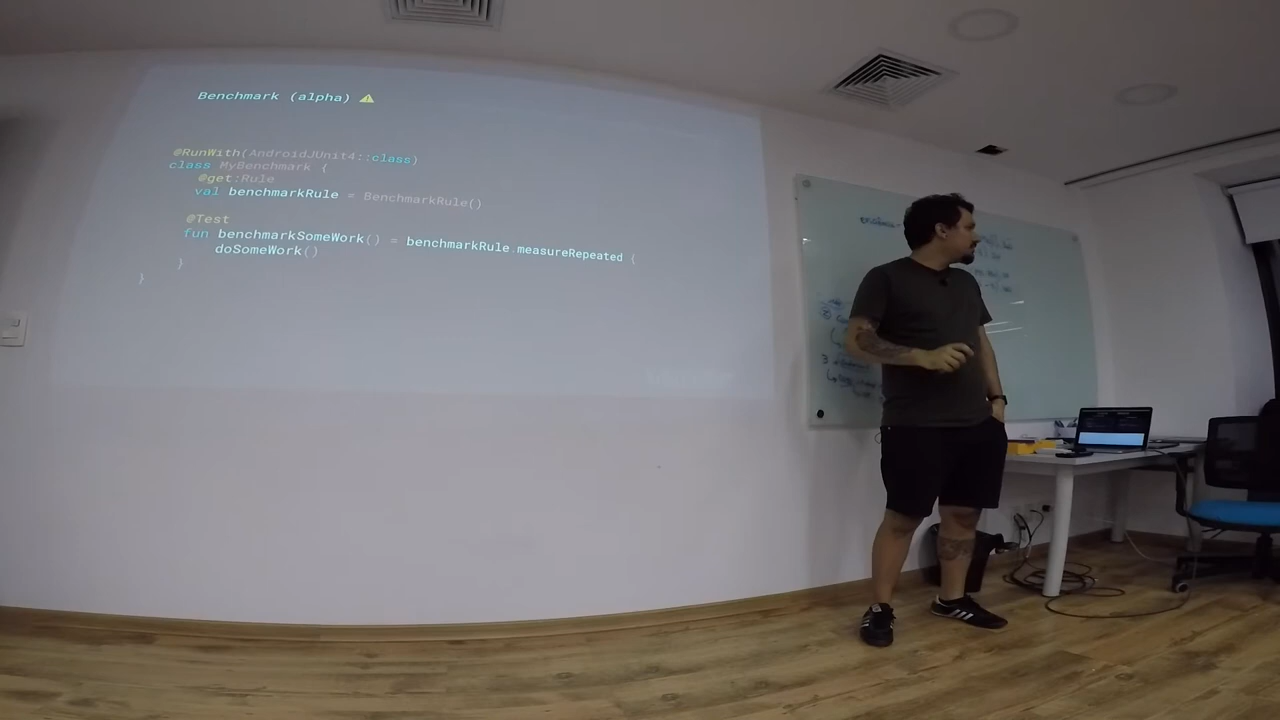 Benchmark (alpha)
@RunWith(AndroidJUnit4::class)
class MyBenchmark {
@get:Rule
val benchmarkRule = BenchmarkRule()
@Test
fun benchmarkSomeWork() = benchmarkRule.measureRepeated {
doSomeWork()
}
}